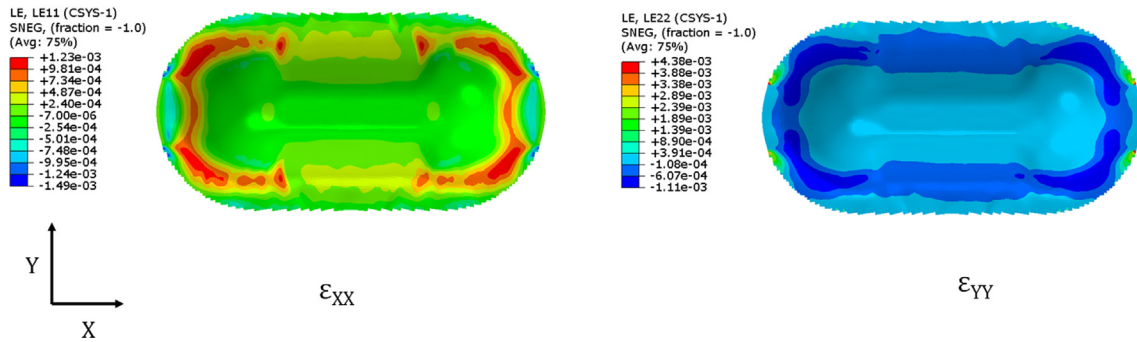 LE, LE11 (CSYS-1)
SNEG, (fraction = -1.0)
(Avg: 75%)
+1.23e-03
+9.81e-04
+7.34e-04
+4.87e-04
+2.40e-04
-7.00e-06
-2.54e-04
-5.01e-04
-7.48e-04
-9.95e-04
-1.24e-03
-1.49e-03
Y
X
εXX
LE, LE22 (CSYS-1)
SNEG, (fraction = -1.0)
(Avg: 75%)
+4.38e-03
+3.88e-03
+3.38e-03
+2.89e-03
+2.39e-03
+1.89e-03
+1.39e-03
+8.90e-04
+3.91e-04
-1.08e-04
-6.07e-04
-1.11e-03
εYY